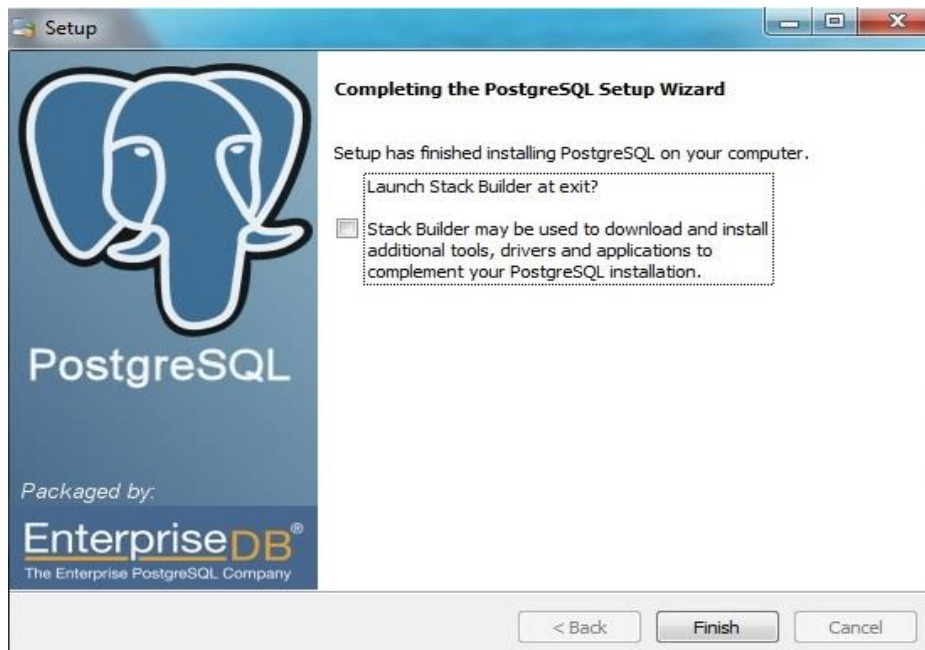 Setup
Completing the PostgreSQL Setup Wizard
Setup has finished installing PostgreSQL on your computer.
Launch Stack Builder at exit?
Stack Builder may be used to download and install
additional tools, drivers and applications to
complement your PostgreSQL installation.
PostgreSQL
Packaged by:
EnterpriseDB®
The Enterprise PostgreSQL Company
< Back
Finish
Cancel